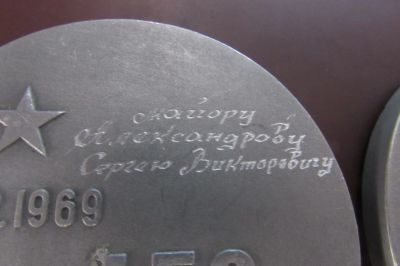 майору
Александрову
Сергею Викторовичу
1969